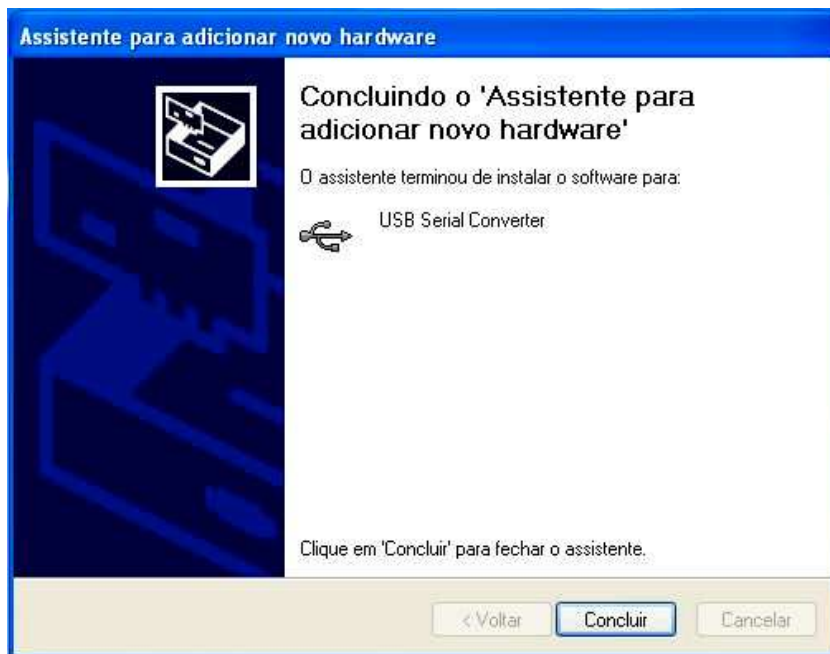 Assistente para adicionar novo hardware
Concluindo o 'Assistente para
adicionar novo hardware'
O assistente terminou de instalar o software para:
USB Serial Converter
Clique em 'Concluir' para fechar o assistente.
< Voltar
Concluir
Cancelar